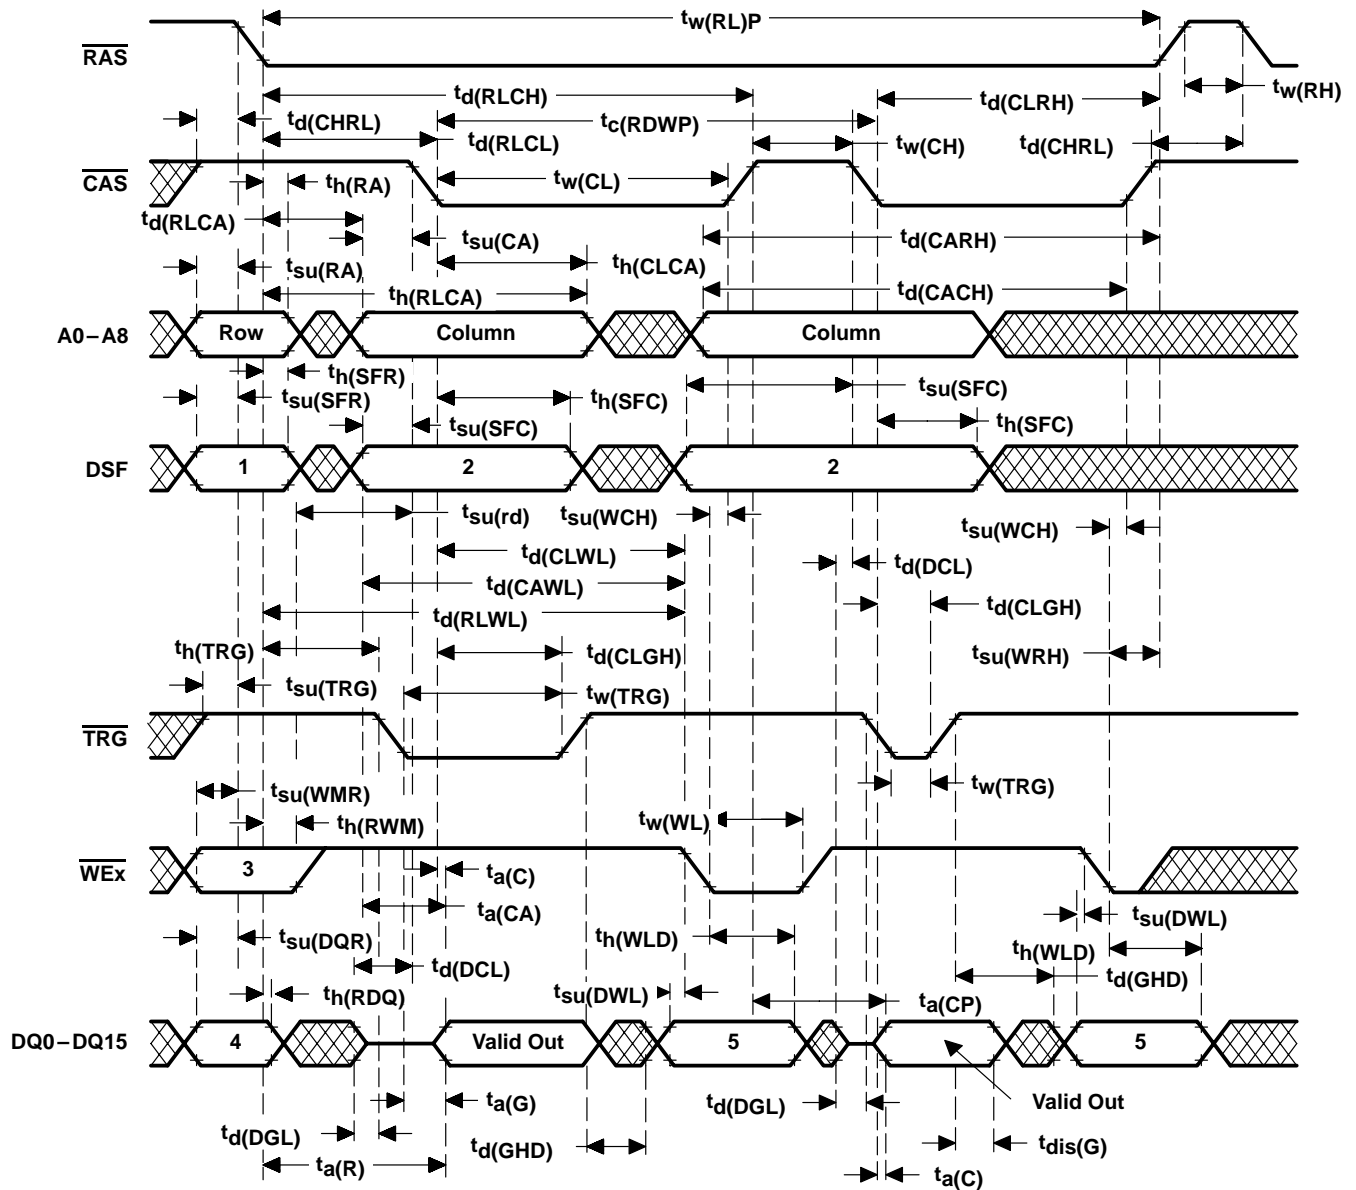 tw(RL)P
RAS
tw(RH)
td(RLCH)
td(CLRH)
td(CHRL)
tc(RDWP)
td(RLCL)
tw(CH)
td(CHRL)
CAS
th(RA)
tw(CL)
td(RLCA)
tsu(CA)
td(CARH)
tsu(RA)
th(CLCA)
th(RLCA)
td(CACH)
A0–A8
Row
Column
Column
th(SFR)
tsu(SFR)
th(SFC)
tsu(SFC)
tsu(SFC)
th(SFC)
DSF
1
2
2
tsu(rd)
tsu(WCH)
tsu(WCH)
td(CLWL)
td(DCL)
td(CAWL)
td(RLWL)
td(CLGH)
th(TRG)
td(CLGH)
tsu(WRH)
tsu(TRG)
tw(TRG)
TRG
tsu(WMR)
tw(TRG)
th(RWM)
tw(WL)
WEx
3
ta(C)
ta(CA)
tsu(DWL)
tsu(DQR)
th(WLD)
th(WLD)
td(DCL)
td(GHD)
th(RDQ)
tsu(DWL)
ta(CP)
DQ0–DQ15
4
Valid Out
5
5
ta(G)
td(DGL)
Valid Out
td(DGL)
td(GHD)
tdis(G)
ta(R)
ta(C)